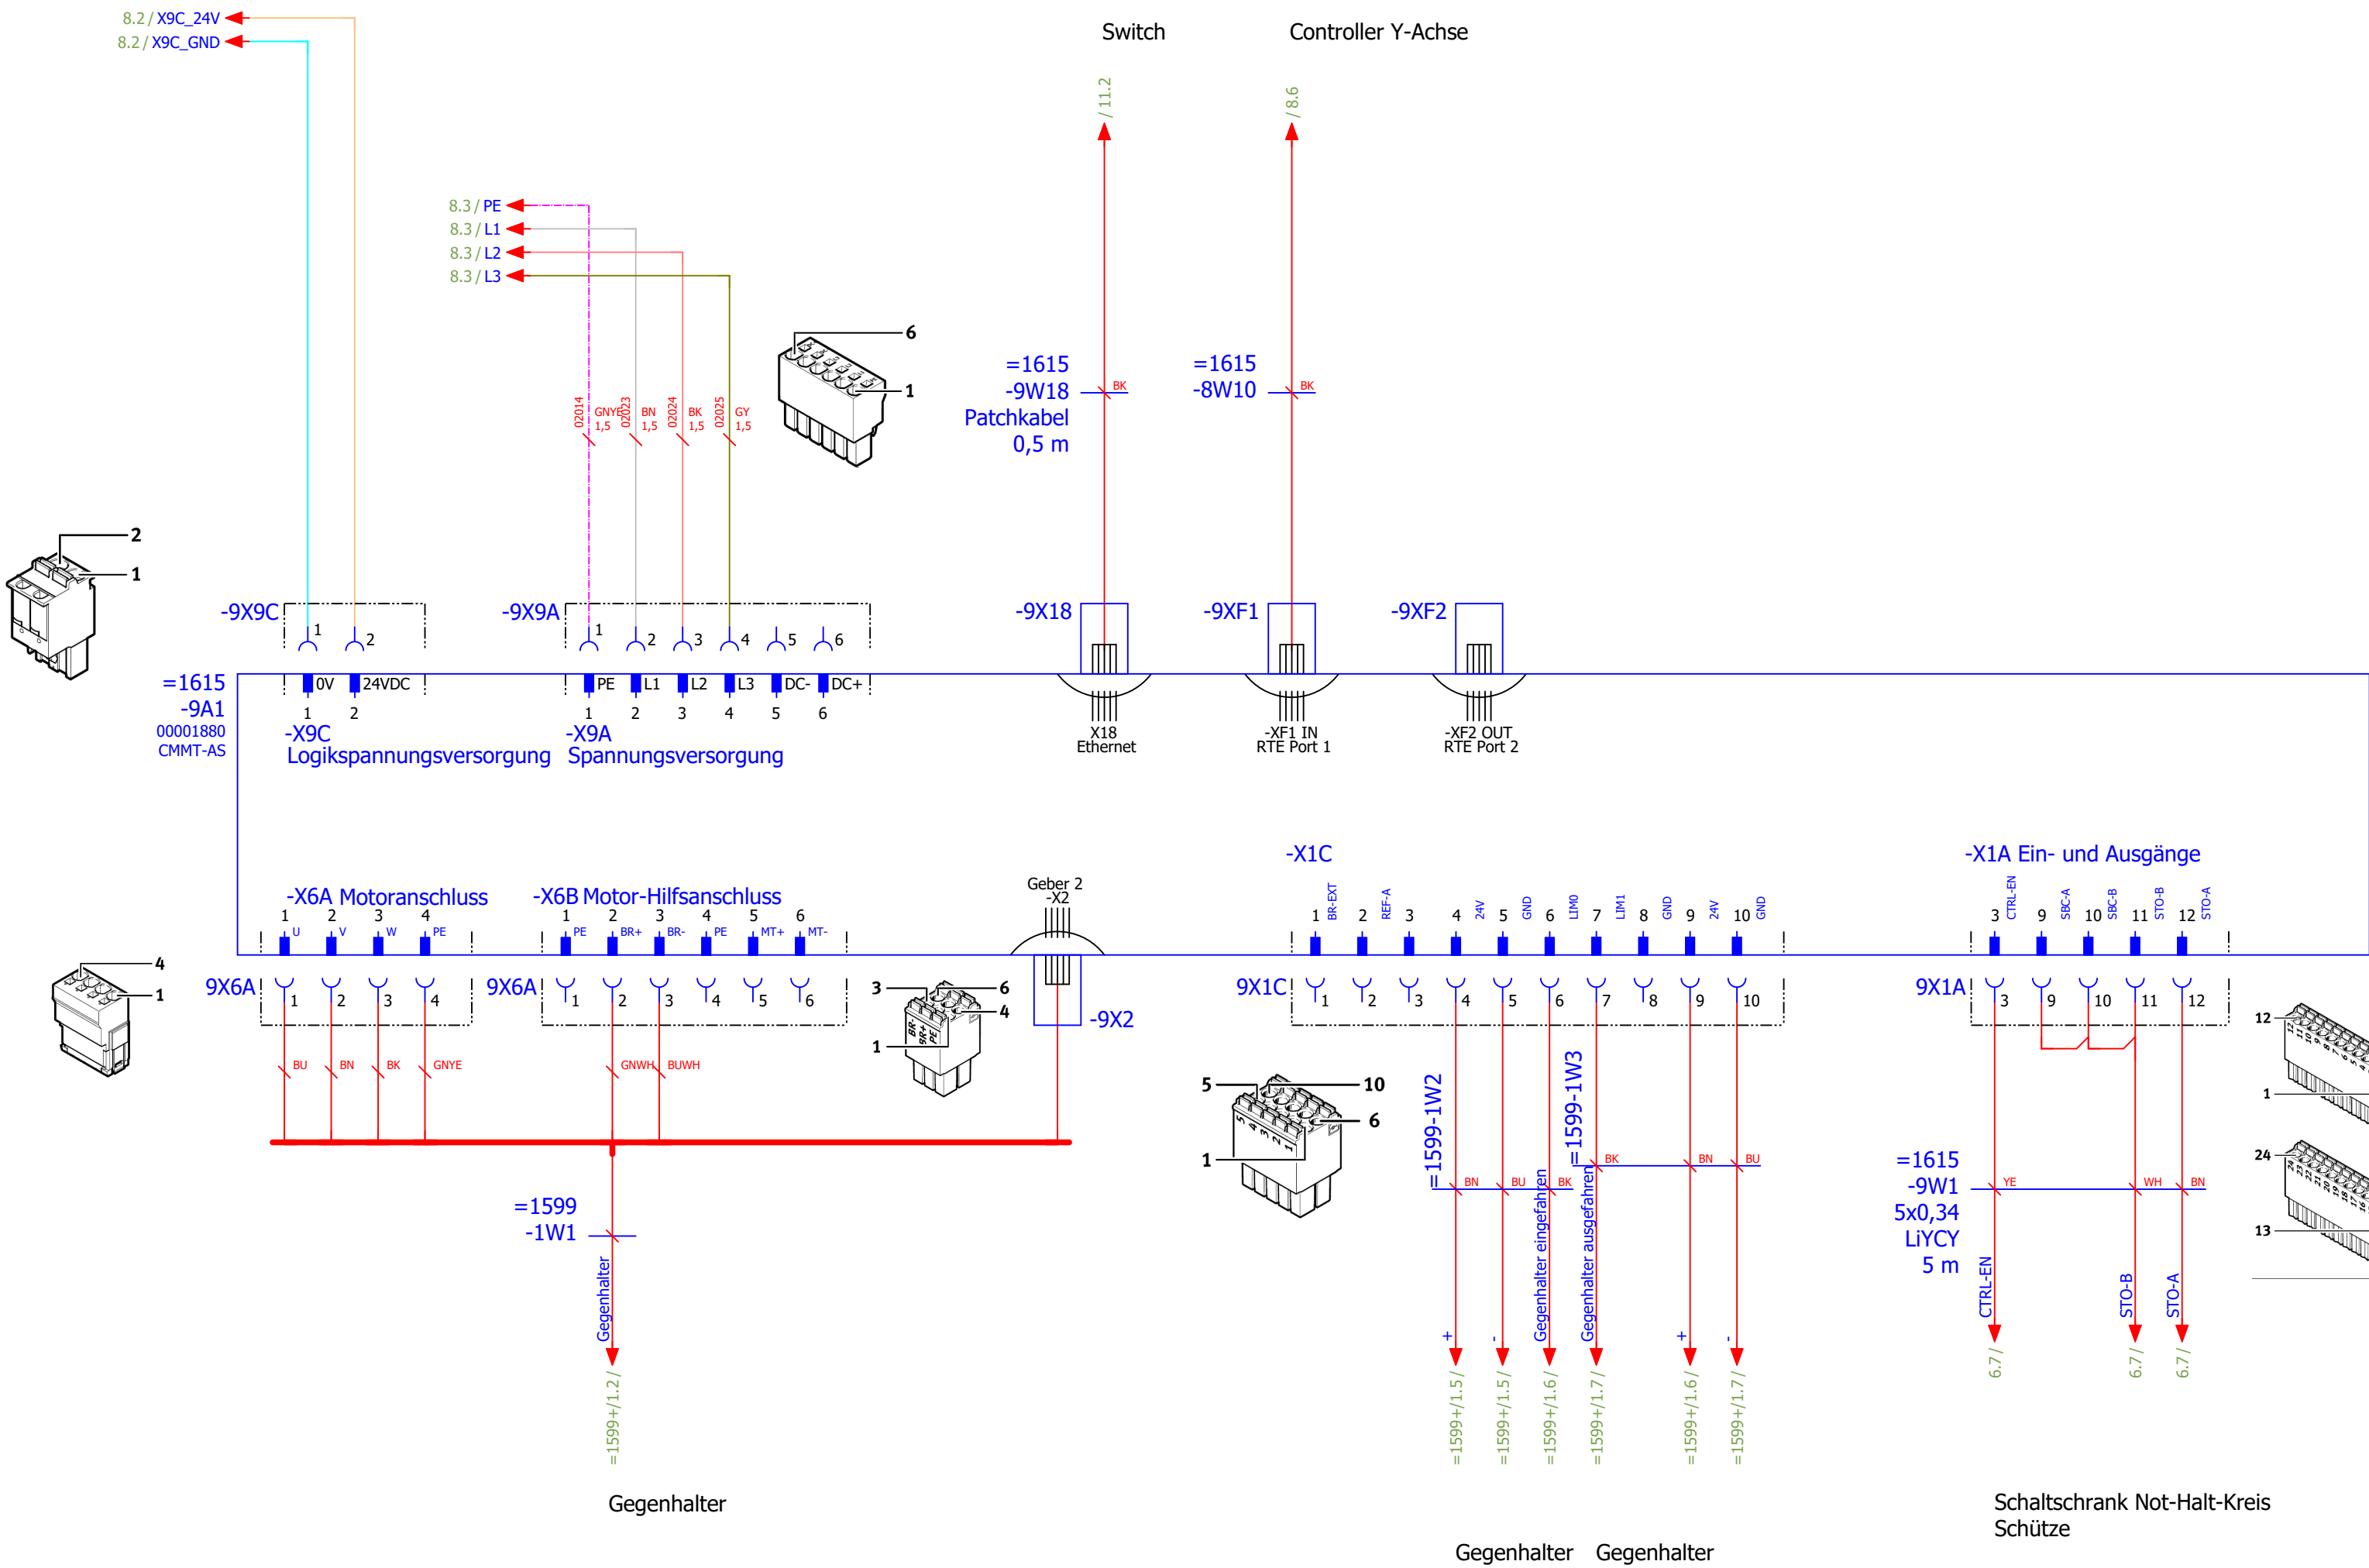 8.2 / X9C_24V
8.2 / X9C_GND
Switch
Controller Y-Achse
/ 11.2
/ 8.6
8.3 / PE
8.3 / L1
8.3 / L2
8.3 / L3
6
1
02014 GNYE 1,5
02023 BN 1,5
02024 BK 1,5
02025 GY 1,5
=1615
-9W18
Patchkabel
0,5 m
BK
=1615
-8W10
BK
2
1
-9X9C
1 2
-9X9A
1 2 3 4 5 6
-9X18
-9XF1
-9XF2
=1615
-9A1
00001880
CMMT-AS
0V 24VDC
1 2
-X9C
Logikspannungsversorgung
PE L1 L2 L3 DC- DC+
1 2 3 4 5 6
-X9A
Spannungsversorgung
X18
Ethernet
-XF1 IN
RTE Port 1
-XF2 OUT
RTE Port 2
-X6A Motoranschluss
1 2 3 4
U V W PE
-X6B Motor-Hilfsanschluss
1 2 3 4 5 6
PE BR+ BR- PE MT+ MT-
Geber 2
-X2
-X1C
1 BR-EXT
2 REF-A
3
4 24V
5 GND
6 LIM0
7 LIM1
8 GND
9 24V
10 GND
-X1A Ein- und Ausgänge
3 CTRL-EN
9 SBC-A
10 SBC-B
11 STO-B
12 STO-A
4
1
9X6A
1 2 3 4
9X6A
1 2 3 4 5 6
3
6
4
1
BR-
BR+
PE
-9X2
9X1C
1 2 3 4 5 6 7 8 9 10
9X1A
3 9 10 11 12
12
1
24
13
BU BN BK GNYE
GNWH BUWH
5
10
6
1
5 4 3 2 1
=1599-1W2
BN BU BK
=1599-1W3
BK BN BU
=1615
-9W1
5x0,34
LiYCY
5 m
YE WH BN
=1599
-1W1
Gegenhalter
=1599+/1.2 /
+
-
Gegenhalter eingefahren
Gegenhalter ausgefahren
+
-
=1599+/1.5 /
=1599+/1.5 /
=1599+/1.6 /
=1599+/1.7 /
=1599+/1.6 /
=1599+/1.7 /
CTRL-EN
STO-B
STO-A
6.7 /
6.7 /
6.7 /
Gegenhalter
Gegenhalter
Gegenhalter
Schaltschrank Not-Halt-Kreis
Schütze